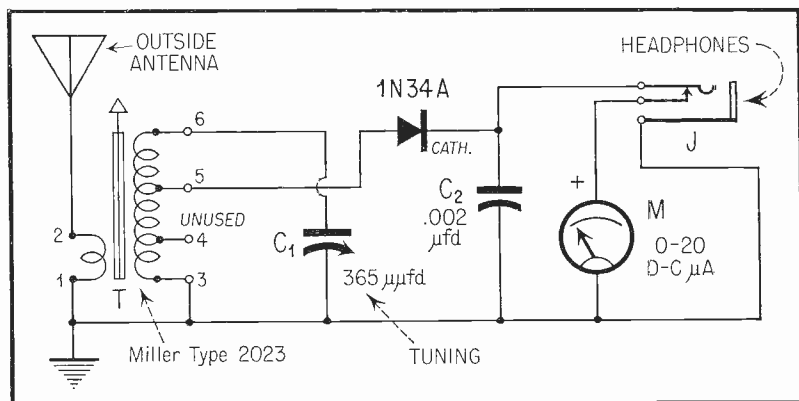 OUTSIDE
ANTENNA
HEADPHONES
1N34A
CATH.
6
5
UNUSED
4
3
2
1
T
C1
365 μμfd
C2
.002
μfd
+
M
0-20
D-C μA
J
Miller Type 2023
TUNING